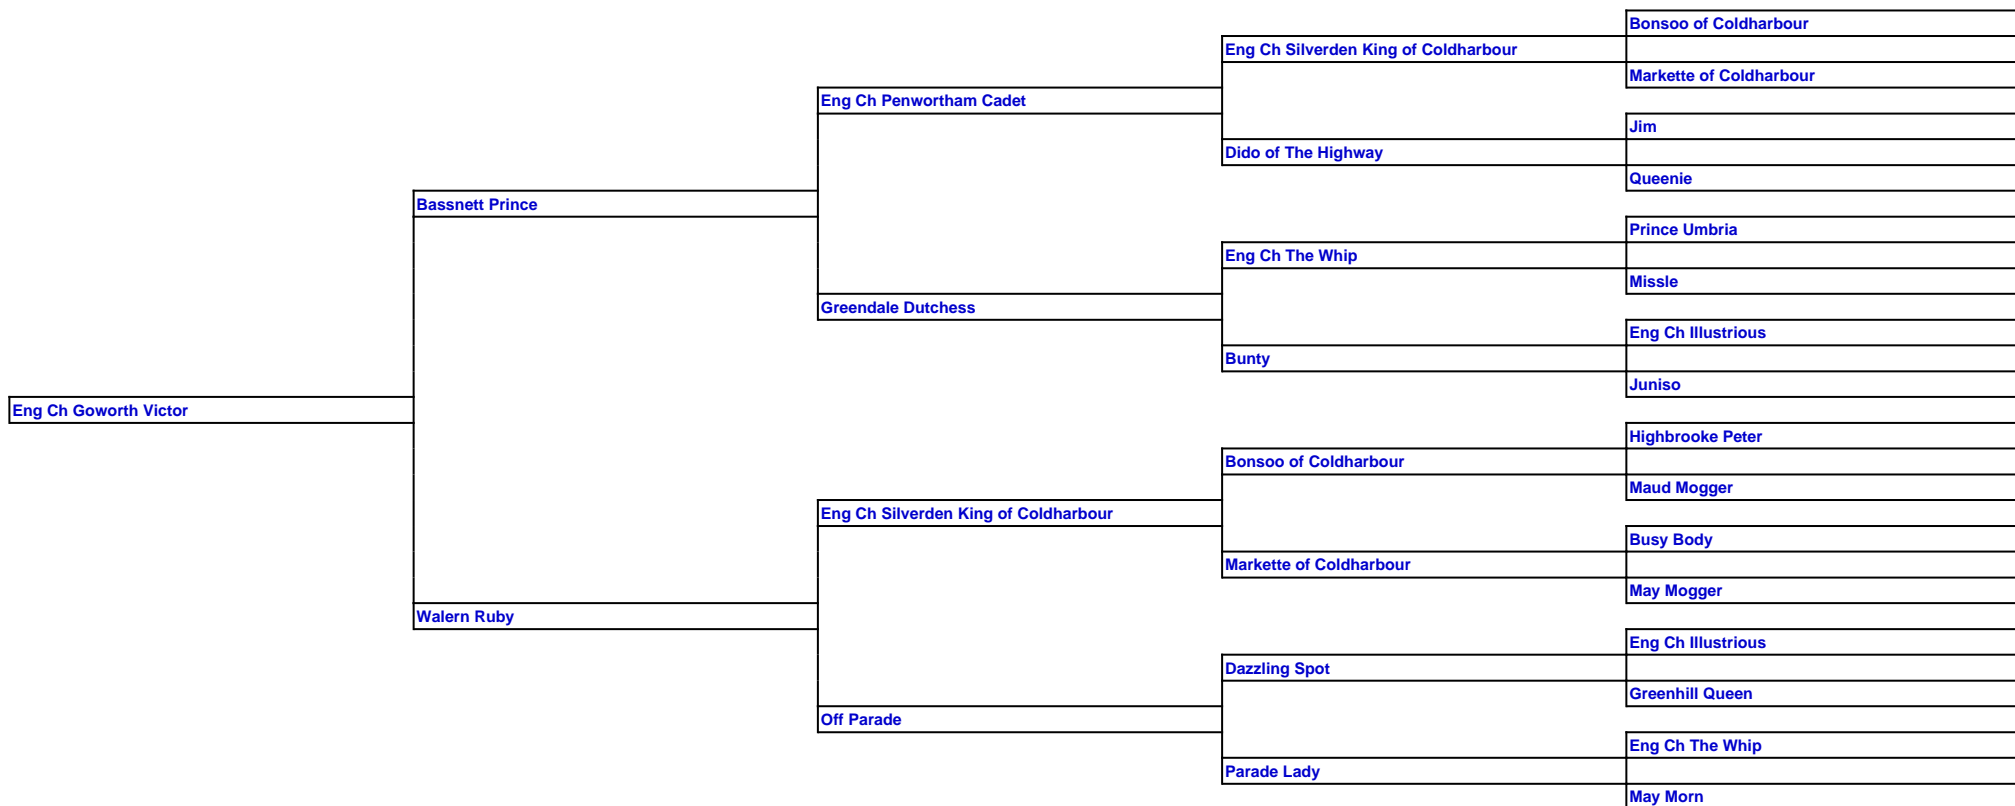 Bonsoo of Coldharbour
Eng Ch Silverden King of Coldharbour
Markette of Coldharbour
Eng Ch Penwortham Cadet
Jim
Dido of The Highway
Queenie
Bassnett Prince
Prince Umbria
Eng Ch The Whip
Missle
Greendale Dutchess
Eng Ch Illustrious
Bunty
Juniso
Eng Ch Goworth Victor
Highbrooke Peter
Bonsoo of Coldharbour
Maud Mogger
Eng Ch Silverden King of Coldharbour
Busy Body
Markette of Coldharbour
May Mogger
Walern Ruby
Eng Ch Illustrious
Dazzling Spot
Greenhill Queen
Off Parade
Eng Ch The Whip
Parade Lady
May Morn